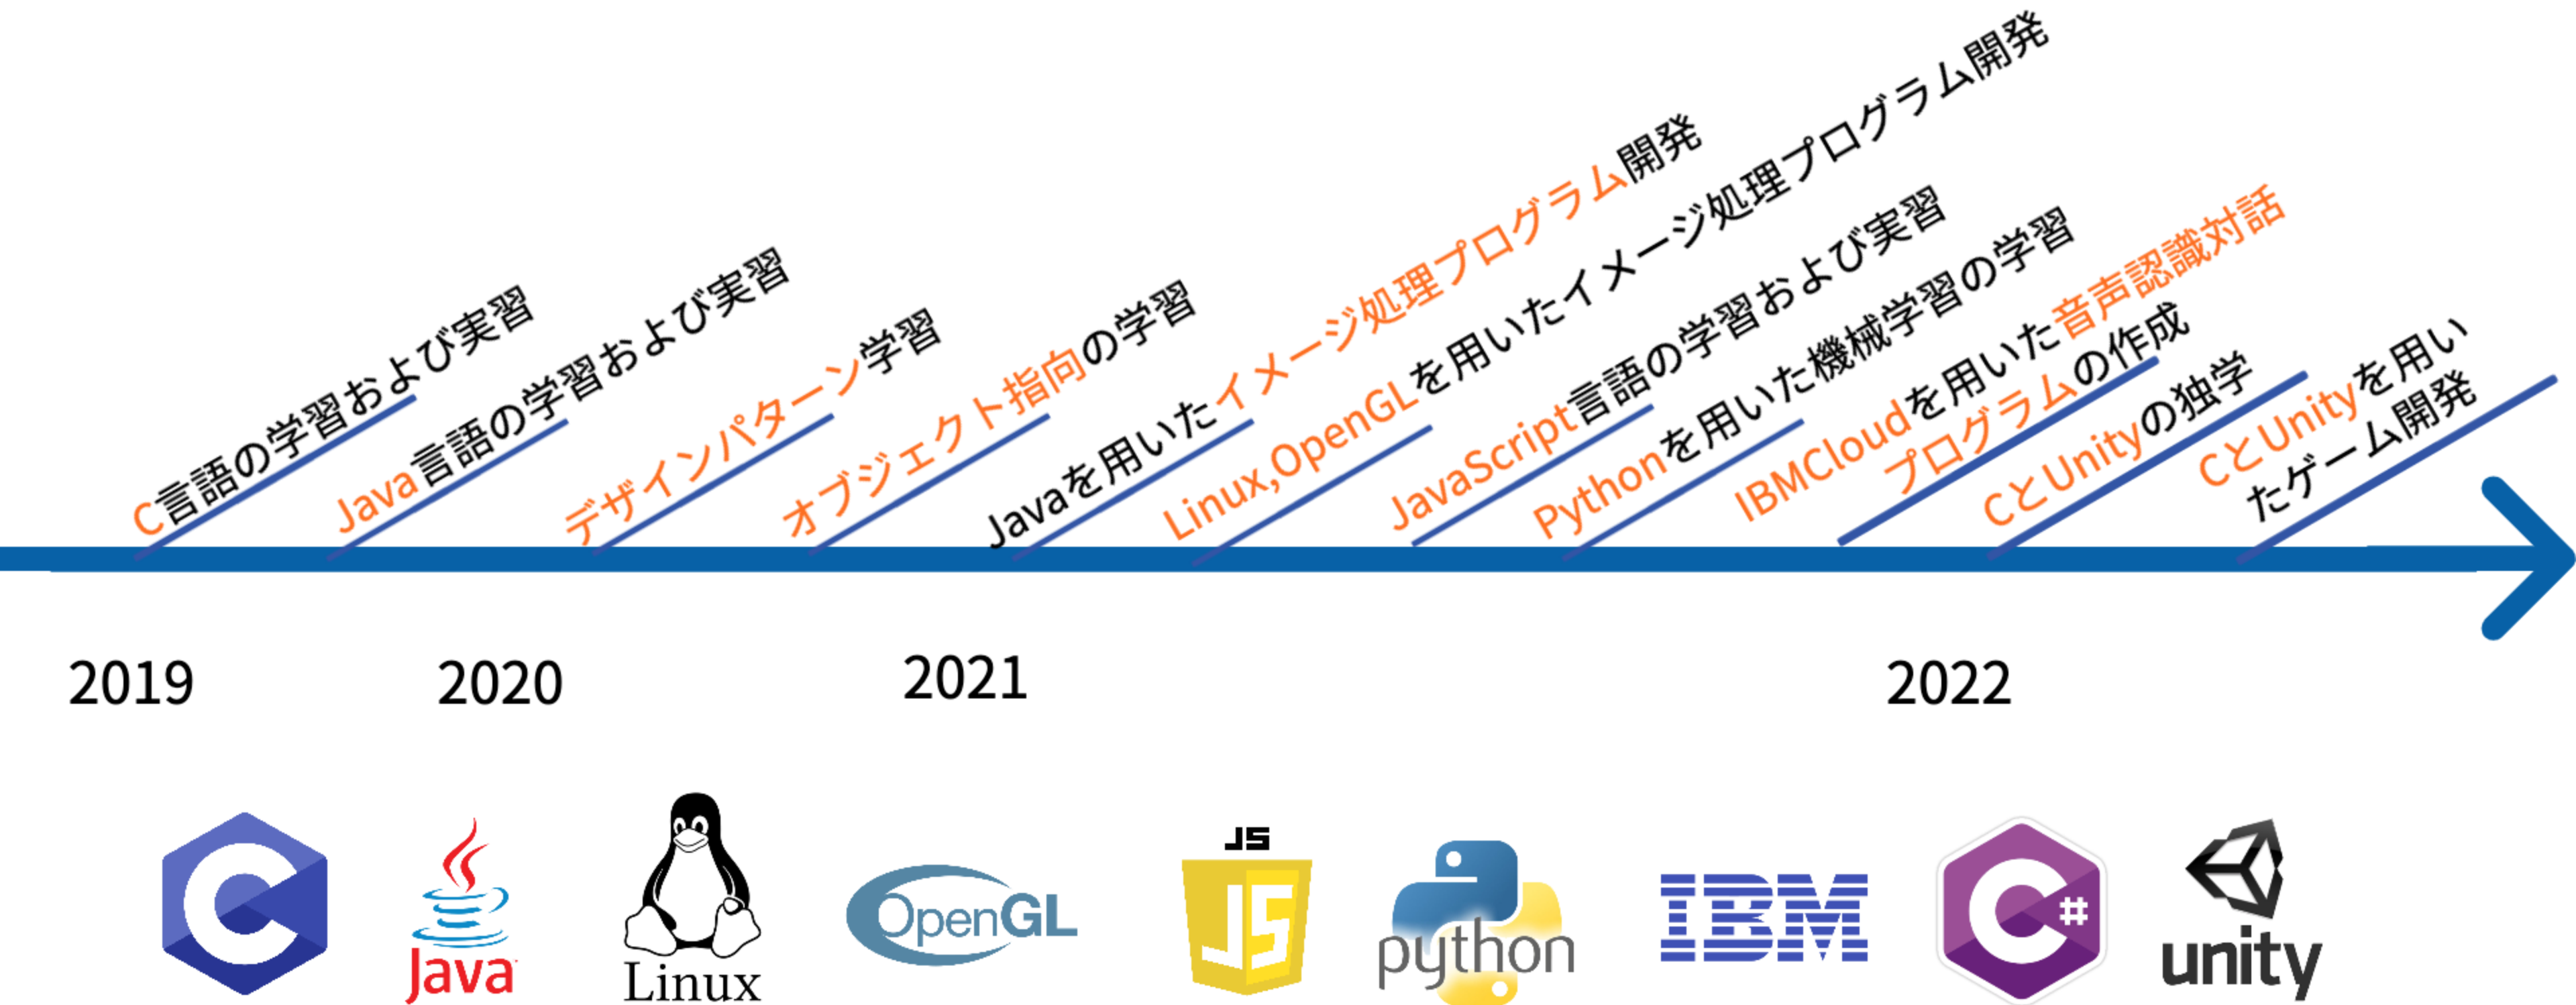 C言語の学習および実習
Java言語の学習および実習
デザインパターン学習
オブジェクト指向の学習
Javaを用いたイメージ処理プログラム開発
Linux,OpenGLを用いたイメージ処理プログラム開発
JavaScript言語の学習および実習
Pythonを用いた機械学習の学習
IBMCloudを用いた音声認識対話
プログラムの作成
CとUnityの独学
CとUnityを用い
たゲーム開発
2019
2020
2021
2022
C
Java
Linux
OpenGL
JS
JS
python
IBM
C#
unity